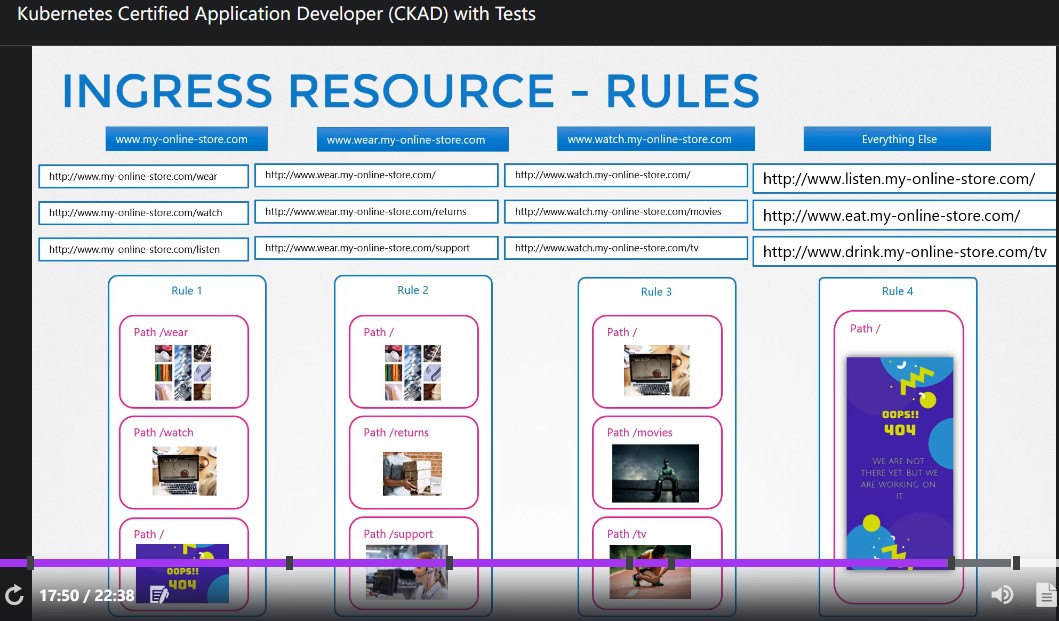 Kubernetes Certified Application Developer (CKAD) with Tests
INGRESS RESOURCE - RULES
www.my-online-store.com
www.wear.my-online-store.com
www.watch.my-online-store.com
Everything Else
http://www.my-online-store.com/wear
http://www.wear.my-online-store.com/
http://www.watch.my-online-store.com/
http://www.listen.my-online-store.com/
http://www.my-online-store.com/watch
http://www.wear.my-online-store.com/returns
http://www.watch.my-online-store.com/movies
http://www.eat.my-online-store.com/
http://www.my-online-store.com/listen
http://www.wear.my-online-store.com/support
http://www.watch.my-online-store.com/tv
http://www.drink.my-online-store.com/tv
Rule 1
Path /wear
Path /watch
Path /
OOPS!!
404
Rule 2
Path /
Path /returns
Path /support
Rule 3
Path /
Path /movies
Path /tv
Rule 4
Path /
OOPS!!
404
WE ARE NOT
THERE YET. BUT WE
ARE WORKING ON
IT.
17:50 / 22:38